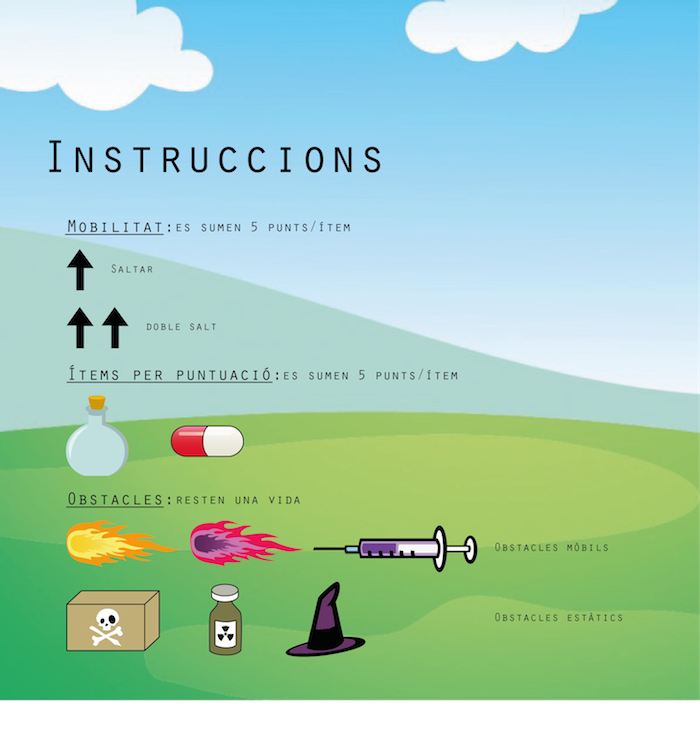 Instruccions
Mobilitat: es sumen 5 punts/ítem
Saltar
doble salt
Ítems per puntuació: es sumen 5 punts/ítem
Obstacles: resten una vida
Obstacles mòbils
Obstacles estàtics